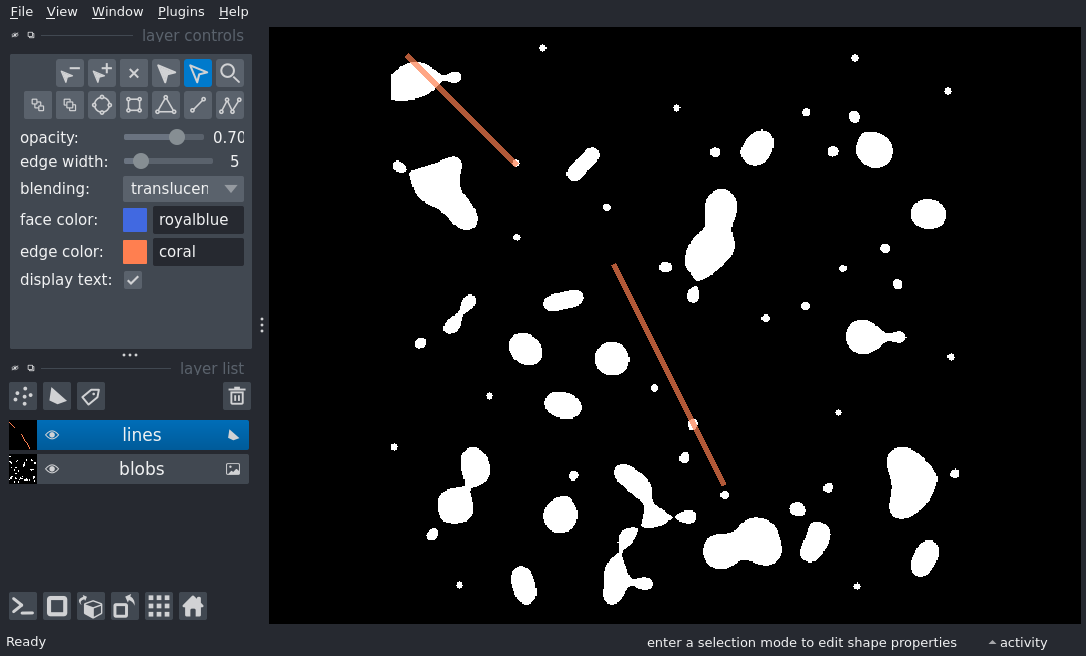 File View Window Plugins Help
layer controls
opacity: 0.70
edge width: 5
blending: translucen
face color: royalblue
edge color: coral
display text:
layer list
lines
blobs
Ready
enter a selection mode to edit shape properties
activity